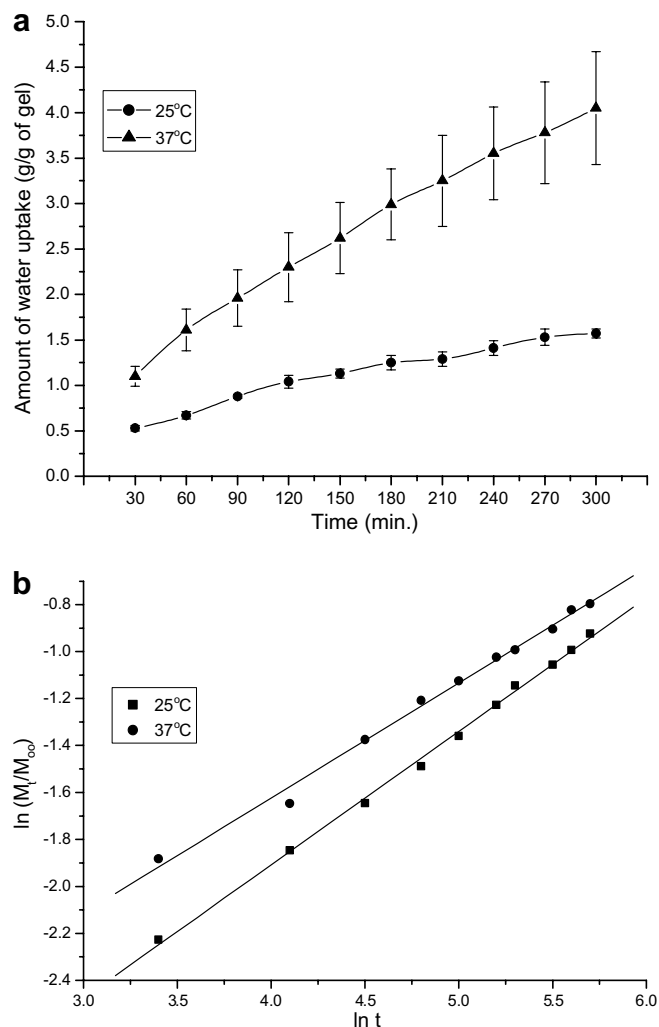 a
Amount of water uptake (g/g of gel)
5.0
4.5
4.0
3.5
3.0
2.5
2.0
1.5
1.0
0.5
0.0
25°C
37°C
30 60 90 120 150 180 210 240 270 300
Time (min.)
b
ln (Mt/Moo)
-0.8
-1.0
-1.2
-1.4
-1.6
-1.8
-2.0
-2.2
-2.4
25°C
37°C
3.0 3.5 4.0 4.5 5.0 5.5 6.0
ln t